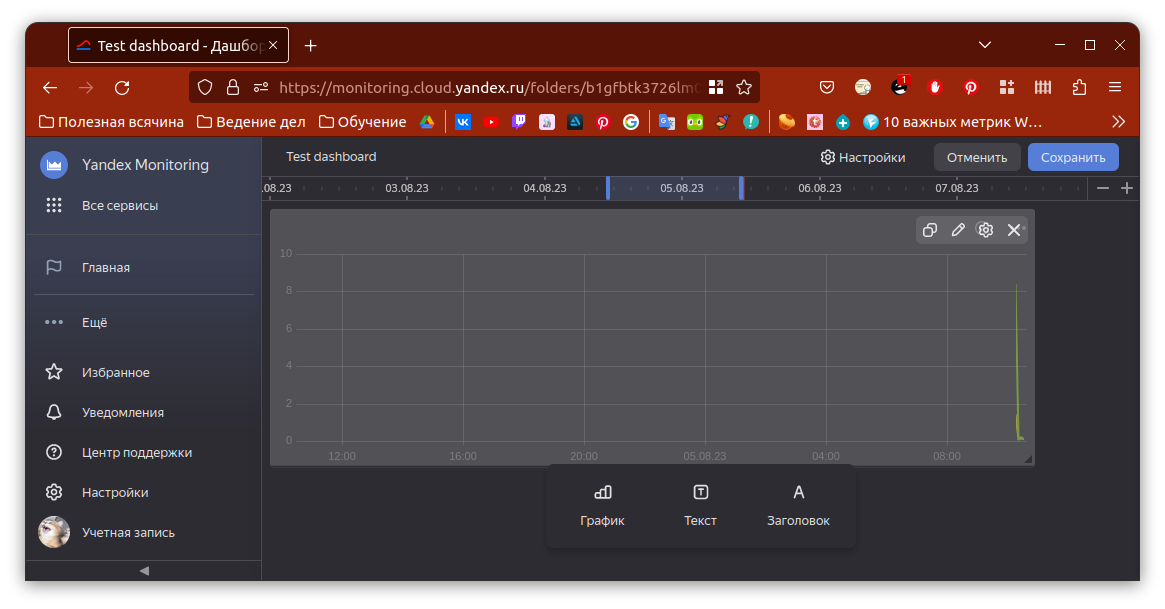 Test dashboard - Дашбор
https://monitoring.cloud.yandex.ru/folders/b1gfbtk3726lm
1
Полезная всячина Ведение дел Обучение 10 важных метрик W…
Yandex Monitoring
Все сервисы
Главная
Ещё
Избранное
Уведомления
Центр поддержки
Настройки
Учетная запись
Test dashboard Настройки Отменить Сохранить
.08.23 03.08.23 04.08.23 05.08.23 06.08.23 07.08.23
10
8
6
4
2
0
12:00 16:00 20:00 05.08.23 04:00 08:00
График Текст Заголовок